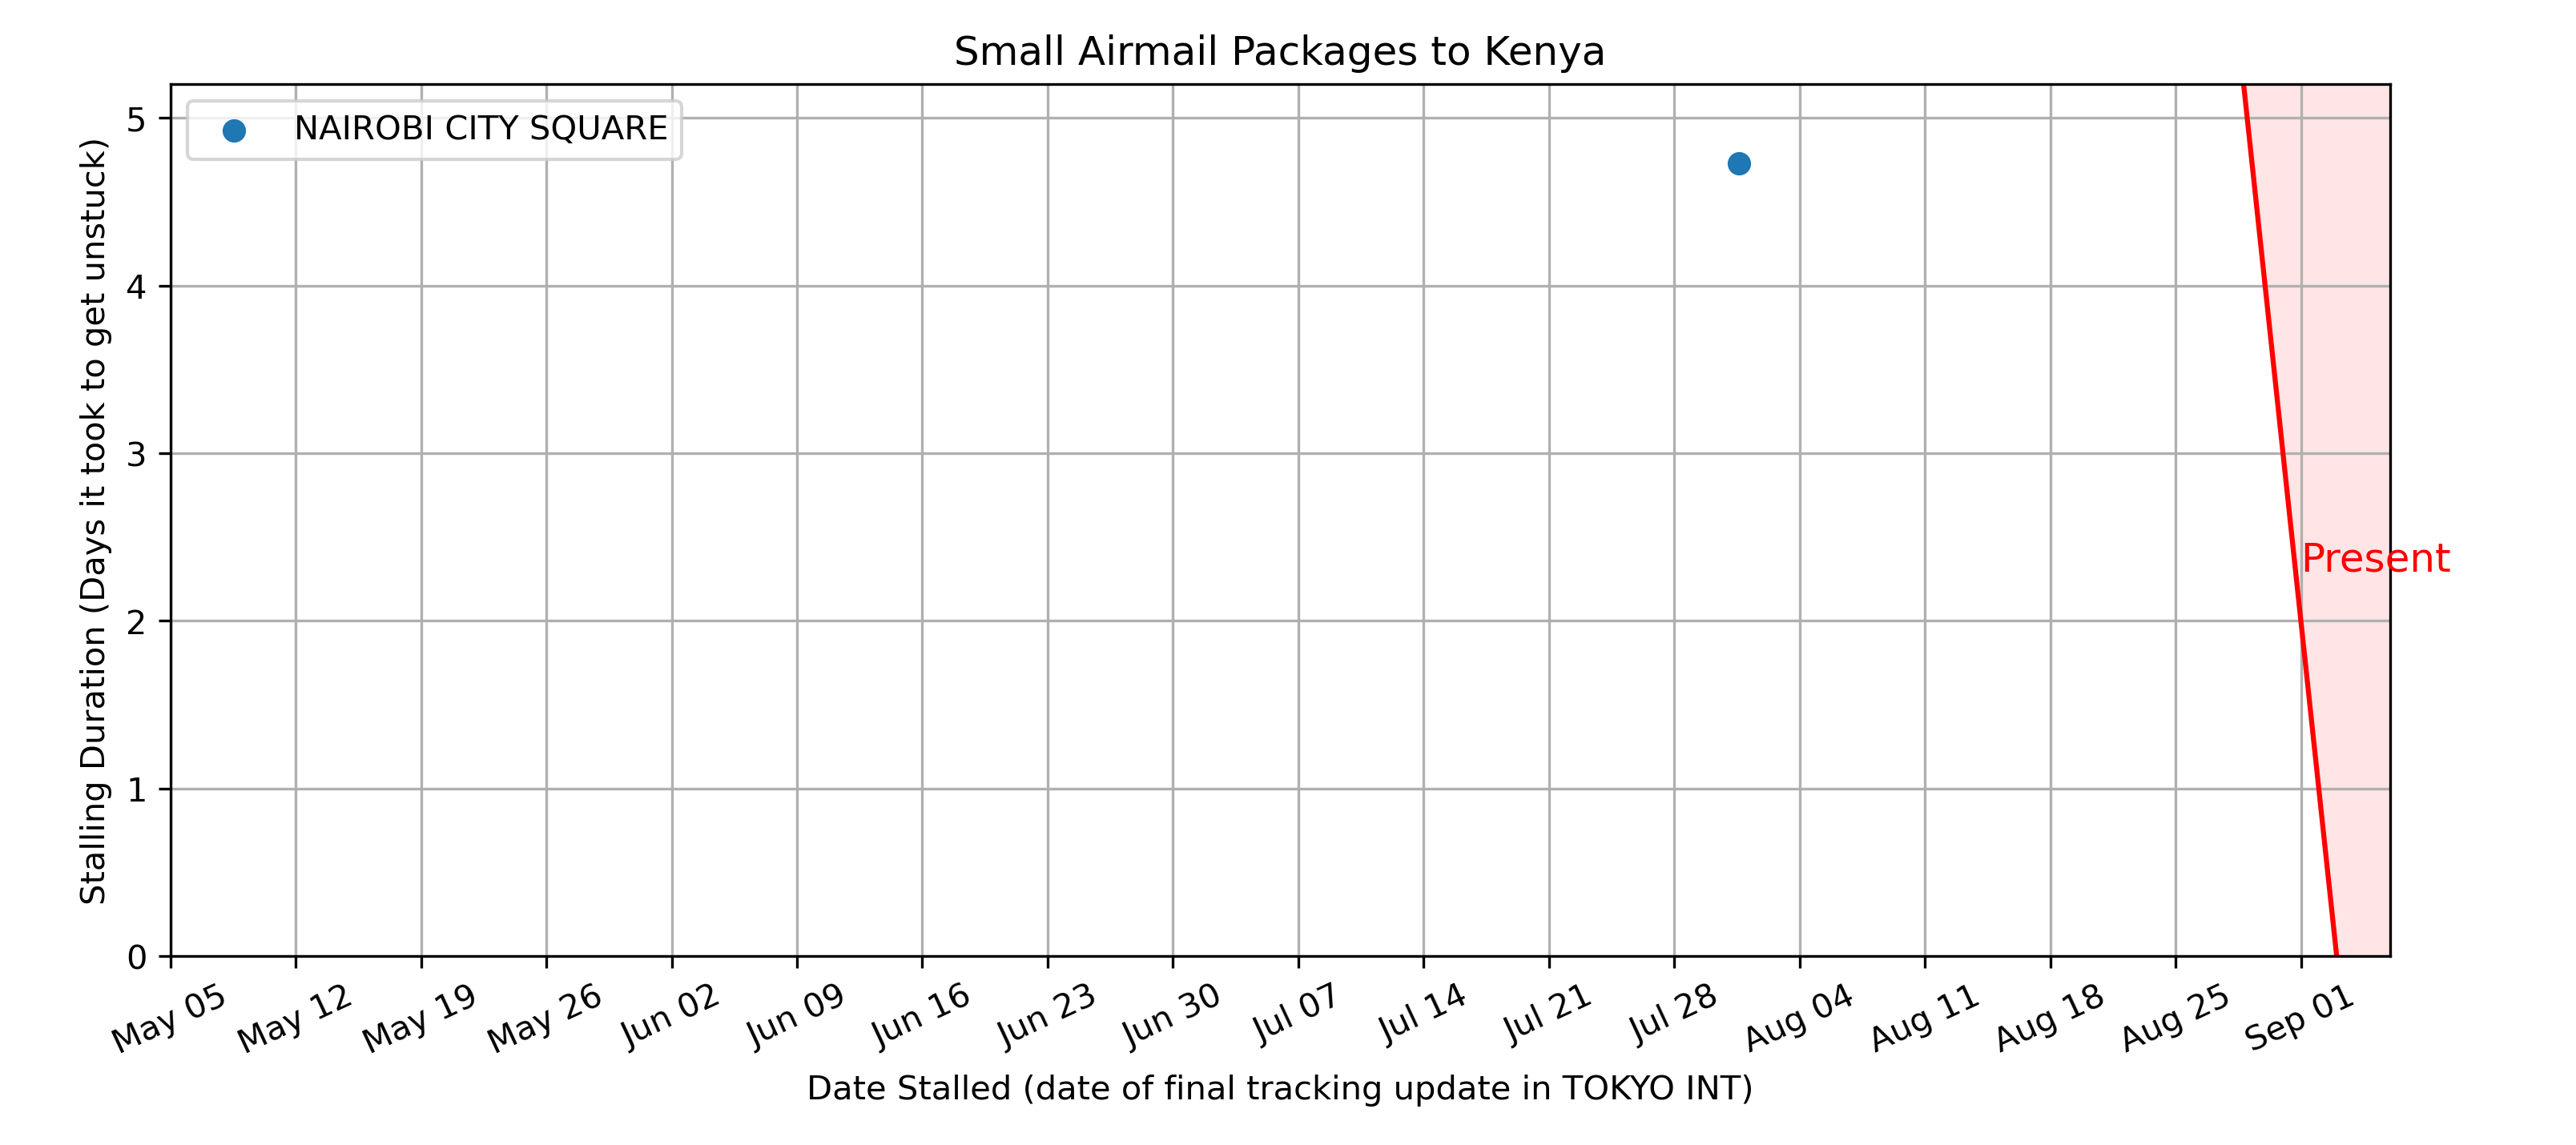 Small Airmail Packages to Kenya
NAIROBI CITY SQUARE
Stalling Duration (Days it took to get unstuck)
5
4
3
2
1
0
Present
May 05
May 12
May 19
May 26
Jun 02
Jun 09
Jun 16
Jun 23
Jun 30
Jul 07
Jul 14
Jul 21
Jul 28
Aug 04
Aug 11
Aug 18
Aug 25
Sep 01
Date Stalled (date of final tracking update in TOKYO INT)